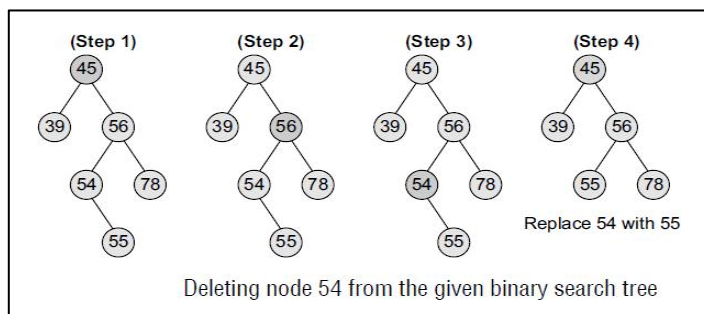 (Step 1) (Step 2) (Step 3) (Step 4)
45 45 45 45
39 56 39 56 39 56 39 56
54 78 54 78 54 78 55 78
55 55 55 Replace 54 with 55
Deleting node 54 from the given binary search tree